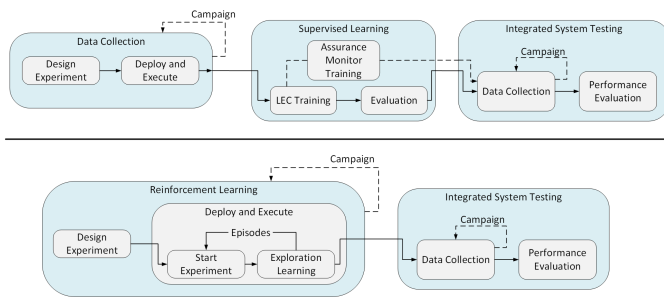 Campaign
Data Collection
Design
Experiment
Deploy and
Execute
Supervised Learning
Assurance
Monitor
Training
LEC Training
Evaluation
Integrated System Testing
Campaign
Data Collection
Performance
Evaluation
Campaign
Reinforcement Learning
Deploy and Execute
Design
Experiment
Episodes
Start
Experiment
Exploration
Learning
Integrated System Testing
Campaign
Data Collection
Performance
Evaluation